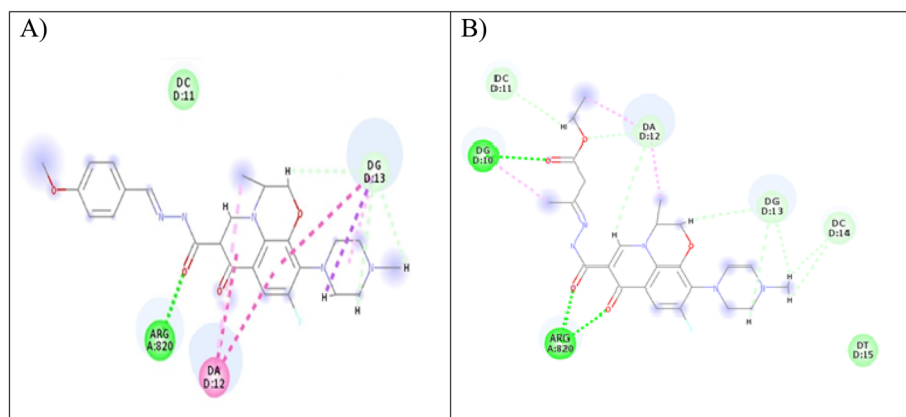 A)
DC
D:11
DG
D:13
H
H
O
N
N
N
O
O
O
N
N
H
H
H
ARG
A:820
DA
D:12
B)
DC
D:11
DA
D:12
H
O
DG
D:10
O
DG
D:13
DC
D:14
N
N
H
N
H
O
H
H
O
O
N
N
H
H
ARG
A:820
DT
D:15